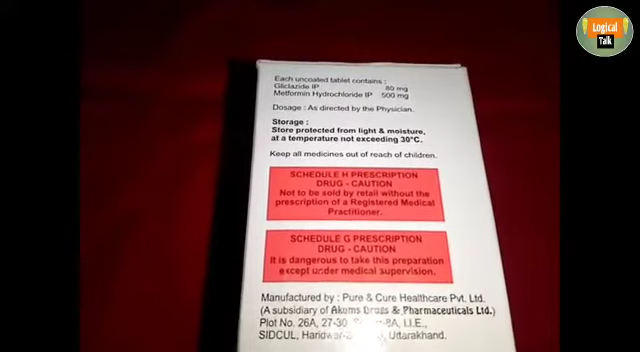 Logical
Talk
Each uncoated tablet contains :
Gliclazide IP 80 mg
Metformin Hydrochloride IP 500 mg
Dosage : As directed by the Physician.
Storage :
Store protected from light & moisture,
at a temperature not exceeding 30°C.
Keep all medicines out of reach of children.
SCHEDULE H PRESCRIPTION
DRUG - CAUTION
Not to be sold by retail without the
prescription of a Registered Medical
Practitioner.
SCHEDULE G PRESCRIPTION
DRUG - CAUTION
It is dangerous to take this preparation
except under medical supervision.
Manufactured by : Pure & Cure Healthcare Pvt. Ltd.
(A subsidiary of Akums Drugs & Pharmaceuticals Ltd.)
Plot No. 26A, 27-30, I.I.E.,
SIDCUL, Uttarakhand.